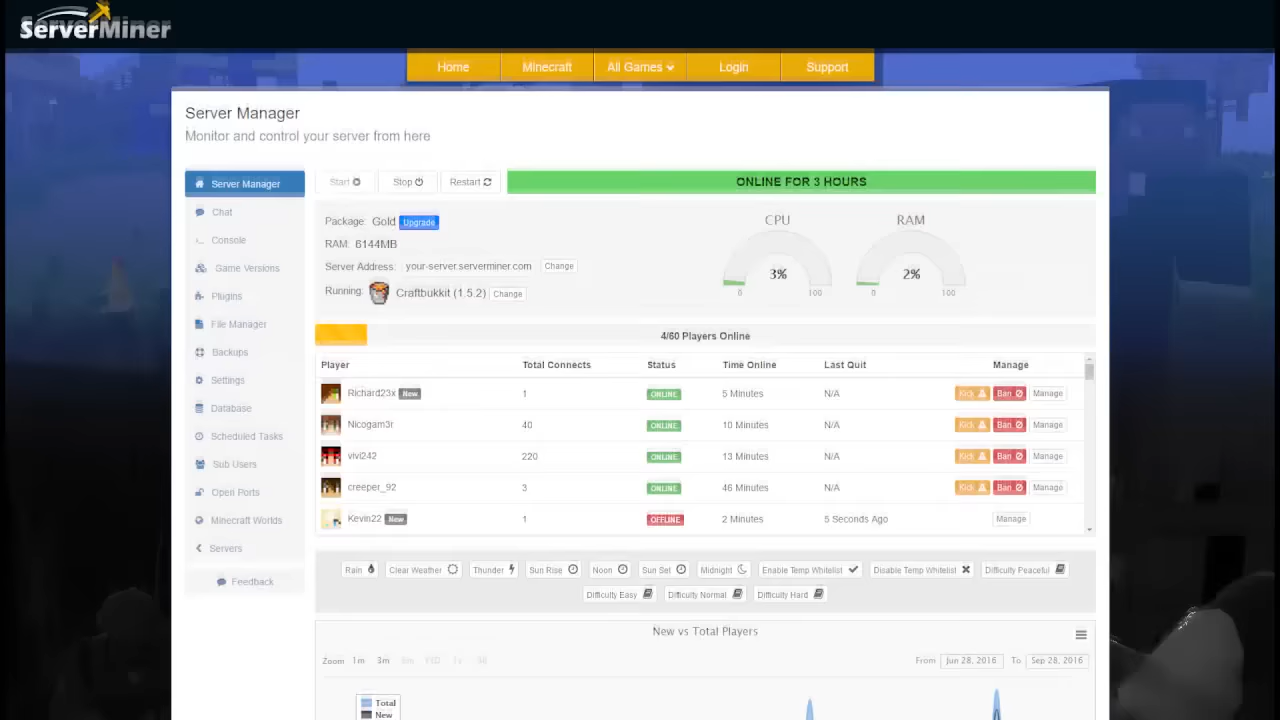 ServerMiner
Home Minecraft All Games Login Support
Server Manager
Monitor and control your server from here
Server Manager
Chat
Console
Game Versions
Plugins
File Manager
Backups
Settings
Database
Scheduled Tasks
Sub Users
Open Ports
Minecraft Worlds
Servers
Feedback
Start Stop Restart ONLINE FOR 3 HOURS
Package: Gold Upgrade
RAM: 6144MB
Server Address: your-server.serverminer.com Change
Running: Craftbukkit (1.5.2) Change
CPU RAM
3% 2%
0 100 0 100
4/60 Players Online
Player Total Connects Status Time Online Last Quit Manage
Richard23x New 1 ONLINE 5 Minutes N/A Kick Ban Manage
Nicogam3r 40 ONLINE 10 Minutes N/A Kick Ban Manage
vivi242 220 ONLINE 13 Minutes N/A Kick Ban Manage
creeper_92 3 ONLINE 46 Minutes N/A Kick Ban Manage
Kevin22 New 1 OFFLINE 2 Minutes 5 Seconds Ago Manage
Rain Clear Weather Thunder Sun Rise Noon Sun Set Midnight Enable Temp Whitelist Disable Temp Whitelist Difficulty Peaceful
Difficulty Easy Difficulty Normal Difficulty Hard
New vs Total Players
Zoom 1m 3m YTD 1y From Jun 28, 2016 To Sep 28, 2016
Total
New